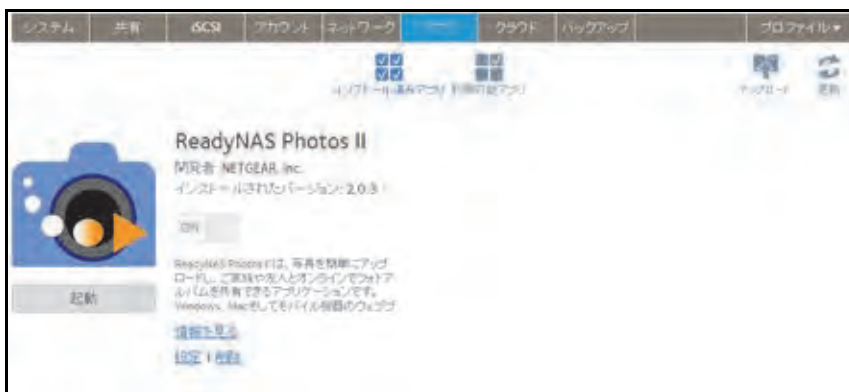 システム 共有 iSCSI アカウント ネットワーク クラウド バックアップ プロファイル▼
インストール済みアプリ 利用可能アプリ アップロード 更新
ReadyNAS Photos II
開発者: NETGEAR, Inc.
インストールされたバージョン: 2.0.3
ON
ReadyNAS Photos II は、写真を簡単にアップ
ロードし、ご家族や友人とオンラインでフォトア
ルバムを共有できるアプリケーションです。
Windows、Macそしてモバイル機器のウェブブ
起動
情報を見る
設定 | 削除